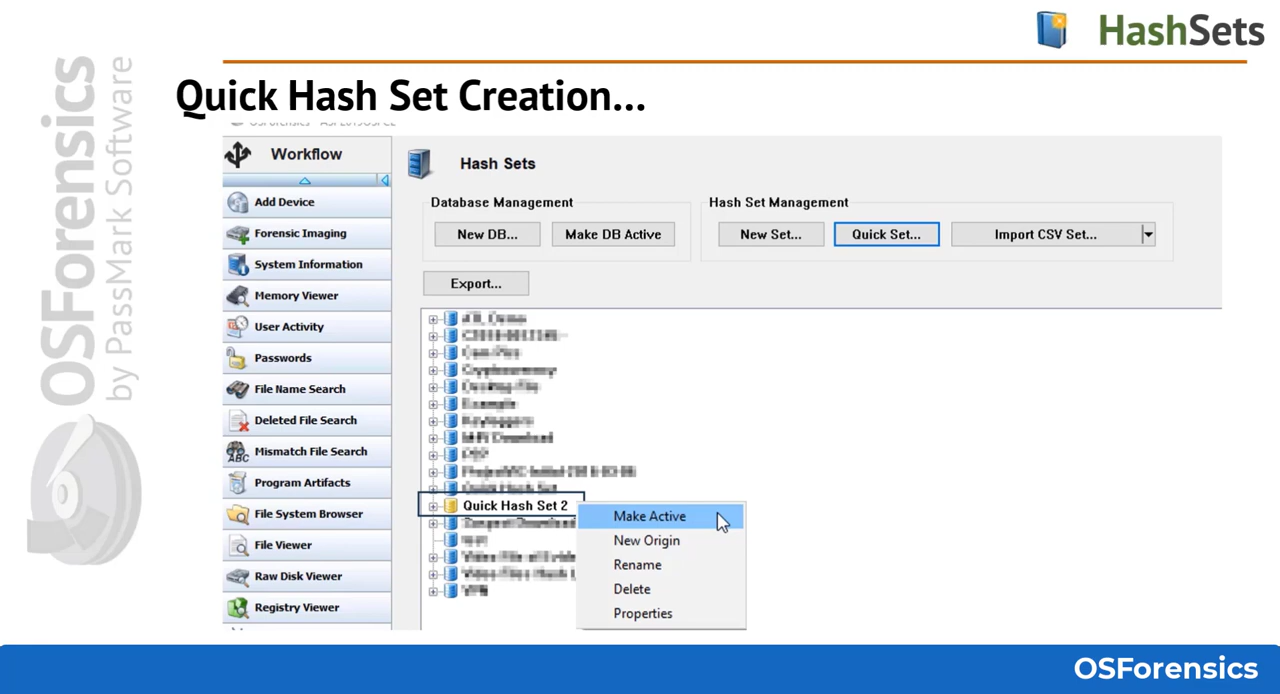 HashSets
Quick Hash Set Creation...
OSForensics
by PassMark Software
Workflow
Add Device
Forensic Imaging
System Information
Memory Viewer
User Activity
Passwords
File Name Search
Deleted File Search
ABC
Mismatch File Search
Program Artifacts
File System Browser
File Viewer
Raw Disk Viewer
Registry Viewer
Hash Sets
Database Management
New DB...
Make DB Active
Hash Set Management
New Set...
Quick Set...
Import CSV Set...
Export...
Quick Hash Set 2
Make Active
New Origin
Rename
Delete
Properties
OSForensics